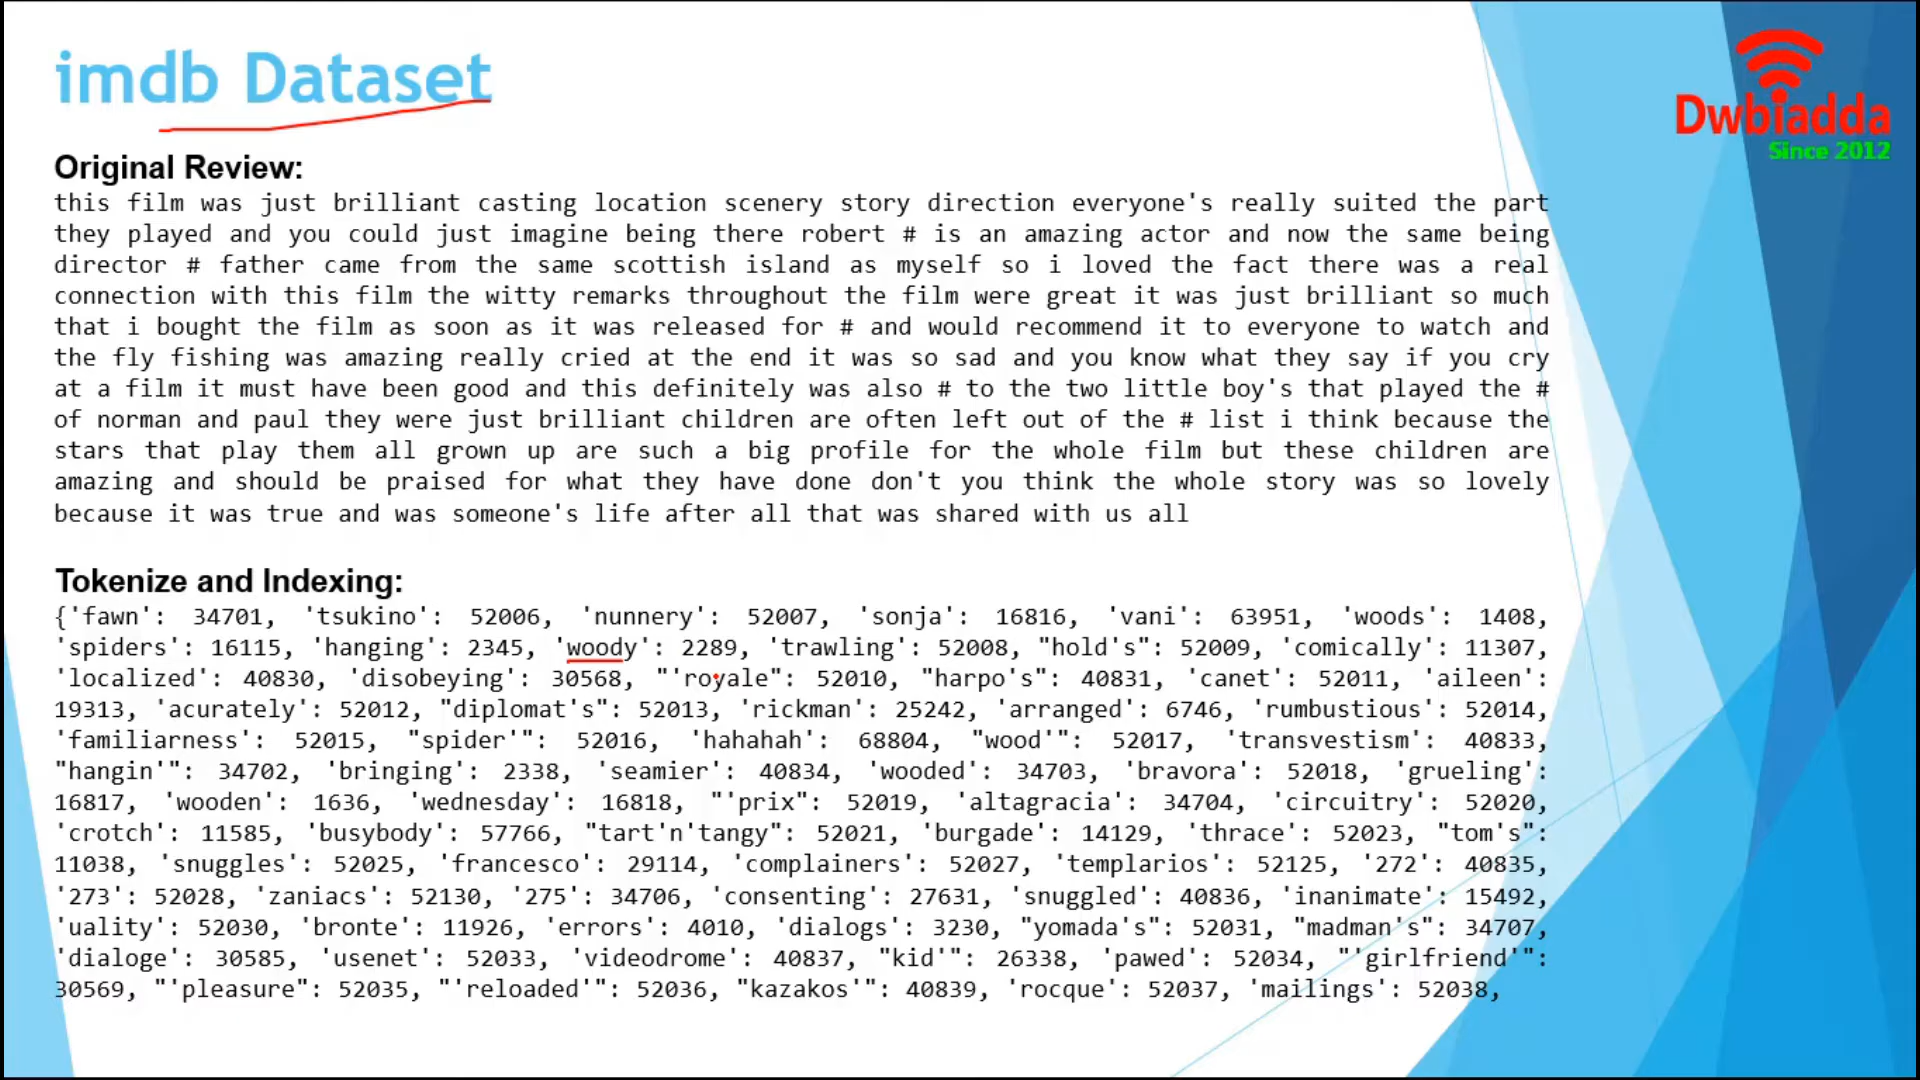 imdb Dataset
Dwbiadda
Since 2012
Original Review:
this film was just brilliant casting location scenery story direction everyone's really suited the part
they played and you could just imagine being there robert # is an amazing actor and now the same being
director # father came from the same scottish island as myself so i loved the fact there was a real
connection with this film the witty remarks throughout the film were great it was just brilliant so much
that i bought the film as soon as it was released for # and would recommend it to everyone to watch and
the fly fishing was amazing really cried at the end it was so sad and you know what they say if you cry
at a film it must have been good and this definitely was also # to the two little boy's that played the #
of norman and paul they were just brilliant children are often left out of the # list i think because the
stars that play them all grown up are such a big profile for the whole film but these children are
amazing and should be praised for what they have done don't you think the whole story was so lovely
because it was true and was someone's life after all that was shared with us all
Tokenize and Indexing:
{'fawn': 34701, 'tsukino': 52006, 'nunnery': 52007, 'sonja': 16816, 'vani': 63951, 'woods': 1408,
'spiders': 16115, 'hanging': 2345, 'woody': 2289, 'trawling': 52008, "hold's": 52009, 'comically': 11307,
'localized': 40830, 'disobeying': 30568, "'royale": 52010, "harpo's": 40831, 'canet': 52011, 'aileen':
19313, 'acurately': 52012, "diplomat's": 52013, 'rickman': 25242, 'arranged': 6746, 'rumbustious': 52014,
'familiarness': 52015, "spider'": 52016, 'hahahah': 68804, "wood'": 52017, 'transvestism': 40833,
"hangin'": 34702, 'bringing': 2338, 'seamier': 40834, 'wooded': 34703, 'bravora': 52018, 'grueling':
16817, 'wooden': 1636, 'wednesday': 16818, "'prix": 52019, 'altagracia': 34704, 'circuitry': 52020,
'crotch': 11585, 'busybody': 57766, "tart'n'tangy": 52021, 'burgade': 14129, 'thrace': 52023, "tom's":
11038, 'snuggles': 52025, 'francesco': 29114, 'complainers': 52027, 'templarios': 52125, '272': 40835,
'273': 52028, 'zaniacs': 52130, '275': 34706, 'consenting': 27631, 'snuggled': 40836, 'inanimate': 15492,
'uality': 52030, 'bronte': 11926, 'errors': 4010, 'dialogs': 3230, "yomada's": 52031, "madman's": 34707,
'dialoge': 30585, 'usenet': 52033, 'videodrome': 40837, "kid'": 26338, 'pawed': 52034, "'girlfriend'":
30569, "'pleasure": 52035, "'reloaded'": 52036, "kazakos'": 40839, 'rocque': 52037, 'mailings': 52038,